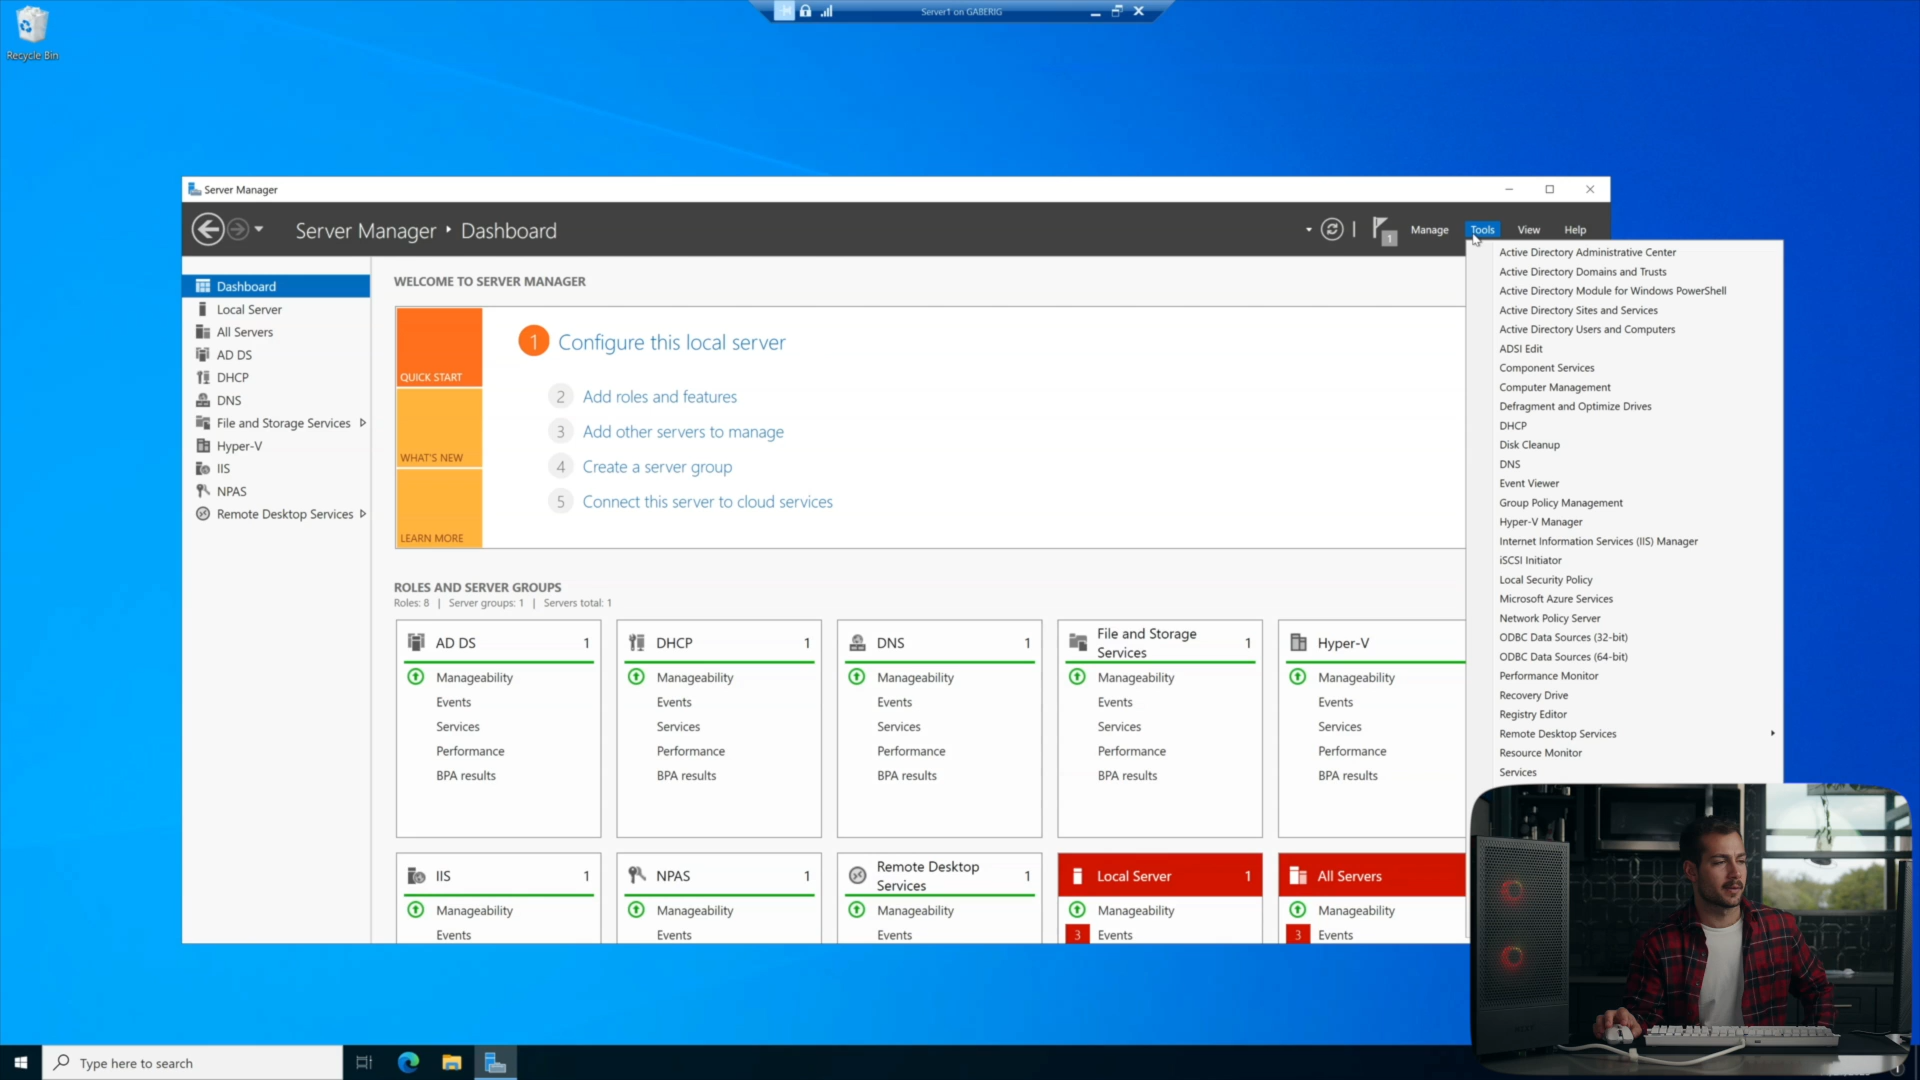 Recycle Bin
Server1 on GABERIG
Server Manager
Server Manager ‣ Dashboard
1
Manage
Tools
View
Help
Dashboard
Local Server
All Servers
AD DS
DHCP
DNS
File and Storage Services
Hyper-V
IIS
NPAS
Remote Desktop Services
WELCOME TO SERVER MANAGER
QUICK START
WHAT'S NEW
LEARN MORE
1 Configure this local server
2 Add roles and features
3 Add other servers to manage
4 Create a server group
5 Connect this server to cloud services
ROLES AND SERVER GROUPS
Roles: 8 | Server groups: 1 | Servers total: 1
AD DS 1
Manageability
Events
Services
Performance
BPA results
DHCP 1
Manageability
Events
Services
Performance
BPA results
DNS 1
Manageability
Events
Services
Performance
BPA results
File and Storage
Services 1
Manageability
Events
Services
Performance
BPA results
Hyper-V
Manageability
Events
Services
Performance
BPA results
IIS 1
Manageability
Events
NPAS 1
Manageability
Events
Remote Desktop
Services 1
Manageability
Events
Local Server 1
Manageability
3 Events
All Servers
Manageability
3 Events
Active Directory Administrative Center
Active Directory Domains and Trusts
Active Directory Module for Windows PowerShell
Active Directory Sites and Services
Active Directory Users and Computers
ADSI Edit
Component Services
Computer Management
Defragment and Optimize Drives
DHCP
Disk Cleanup
DNS
Event Viewer
Group Policy Management
Hyper-V Manager
Internet Information Services (IIS) Manager
iSCSI Initiator
Local Security Policy
Microsoft Azure Services
Network Policy Server
ODBC Data Sources (32-bit)
ODBC Data Sources (64-bit)
Performance Monitor
Recovery Drive
Registry Editor
Remote Desktop Services
Resource Monitor
Services
Type here to search